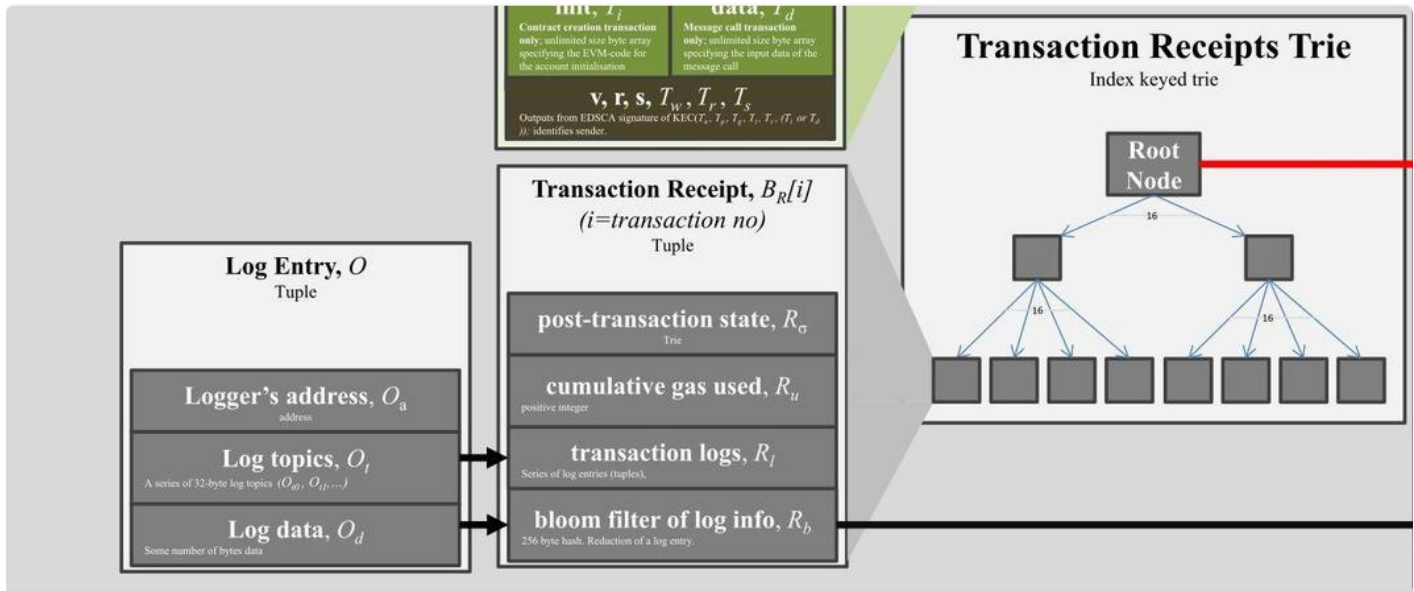 init, T_i
Contract creation transaction
only; unlimited size byte array
specifying the EVM-code for
the account initialisation
data, T_d
Message call transaction
only; unlimited size byte array
specifying the input data of the
message call
v, r, s, T_w, T_r, T_s
Outputs from EDSCA signature of KEC(T_n, T_p, T_g, T_t, T_v, (T_i or T_d
)); identifies sender.
Transaction Receipts Trie
Index keyed trie
Root
Node
16
16
16
Transaction Receipt, B_R[i]
(i=transaction no)
Tuple
post-transaction state, R_σ
Trie
cumulative gas used, R_u
positive integer
transaction logs, R_l
Series of log entries (tuples),
bloom filter of log info, R_b
256 byte hash. Reduction of a log entry.
Log Entry, O
Tuple
Logger's address, O_a
address
Log topics, O_t
A series of 32-byte log topics (O_t0, O_t1,…)
Log data, O_d
Some number of bytes data